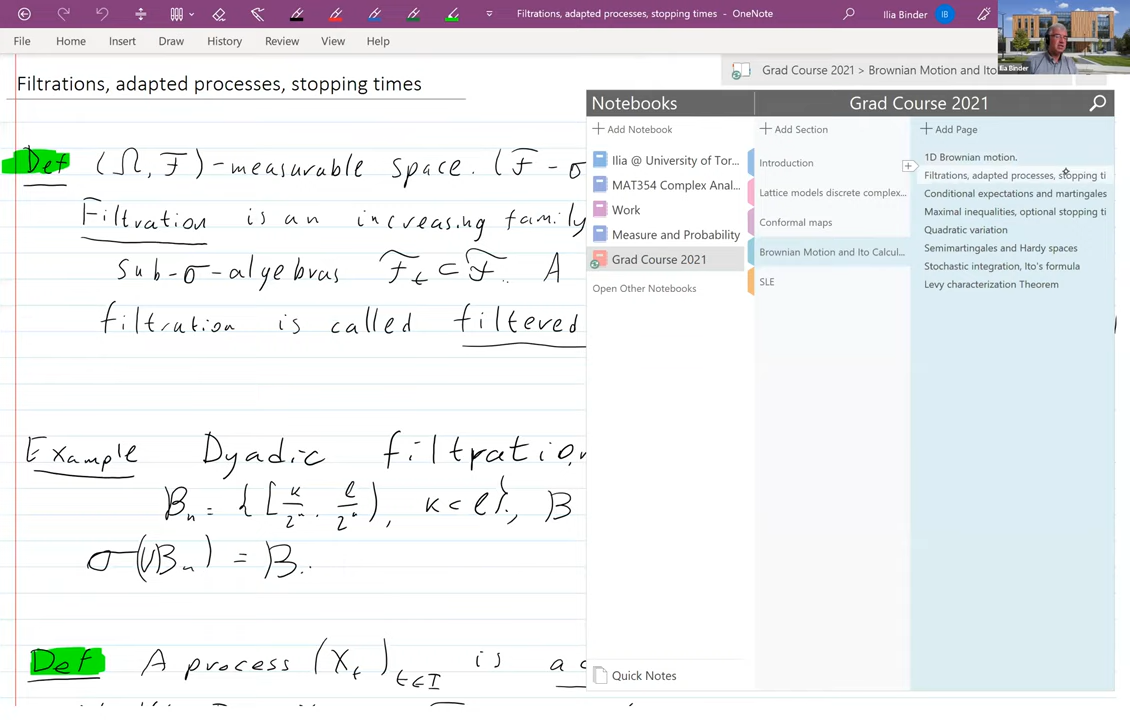 Filtrations, adapted processes, stopping times - OneNote
Ilia Binder IB
Ilia Binder
File Home Insert Draw History Review View Help
Filtrations, adapted processes, stopping times
Grad Course 2021 > Brownian Motion and Ito
Notebooks
Grad Course 2021
+ Add Notebook
+ Add Section
+ Add Page
Ilia @ University of Tor...
MAT354 Complex Anal...
Work
Measure and Probability
Grad Course 2021
Open Other Notebooks
Quick Notes
Introduction
Lattice models discrete complex...
Conformal maps
Brownian Motion and Ito Calcul...
SLE
1D Brownian motion.
Filtrations, adapted processes, stopping ti
Conditional expectations and martingales
Maximal inequalities, optional stopping ti
Quadratic variation
Semimartingales and Hardy spaces
Stochastic integration, Ito's formula
Levy characterization Theorem
Def (Ω, F) - measurable space. (F - σ
Filtration is an increasing family
sub-σ-algebras F_t ⊂ F. A
filtration is called filtered
Example Dyadic filtration
B_n = { [k/2^n, l/2^n), k < l }, B
σ(∪B_n) = B.
Def A process (X_t)_{t∈I} is a